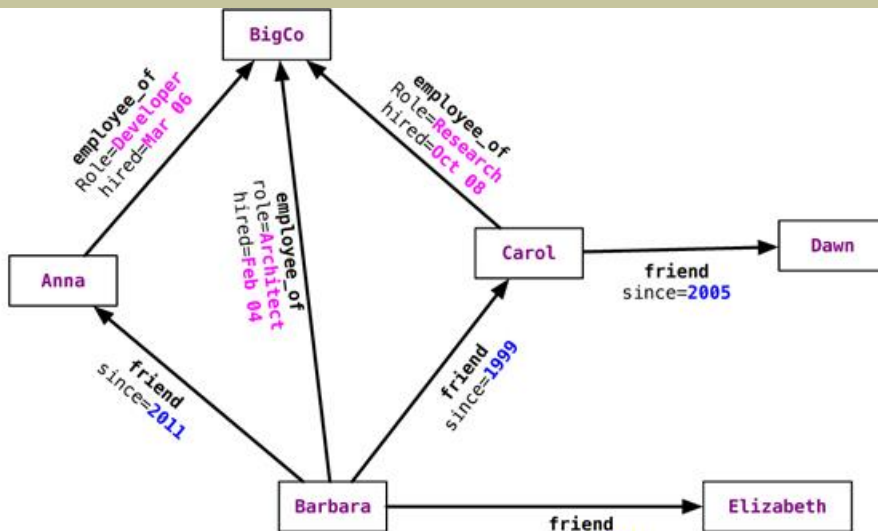 BigCo
employee_of
Role=Developer
hired=Mar 06
employee_of
Role=Research
hired=Oct 08
employee_of
role=Architect
hired=Feb 04
Anna
Carol
Dawn
friend
since=2005
friend
since=2011
friend
since=1999
Barbara
Elizabeth
friend